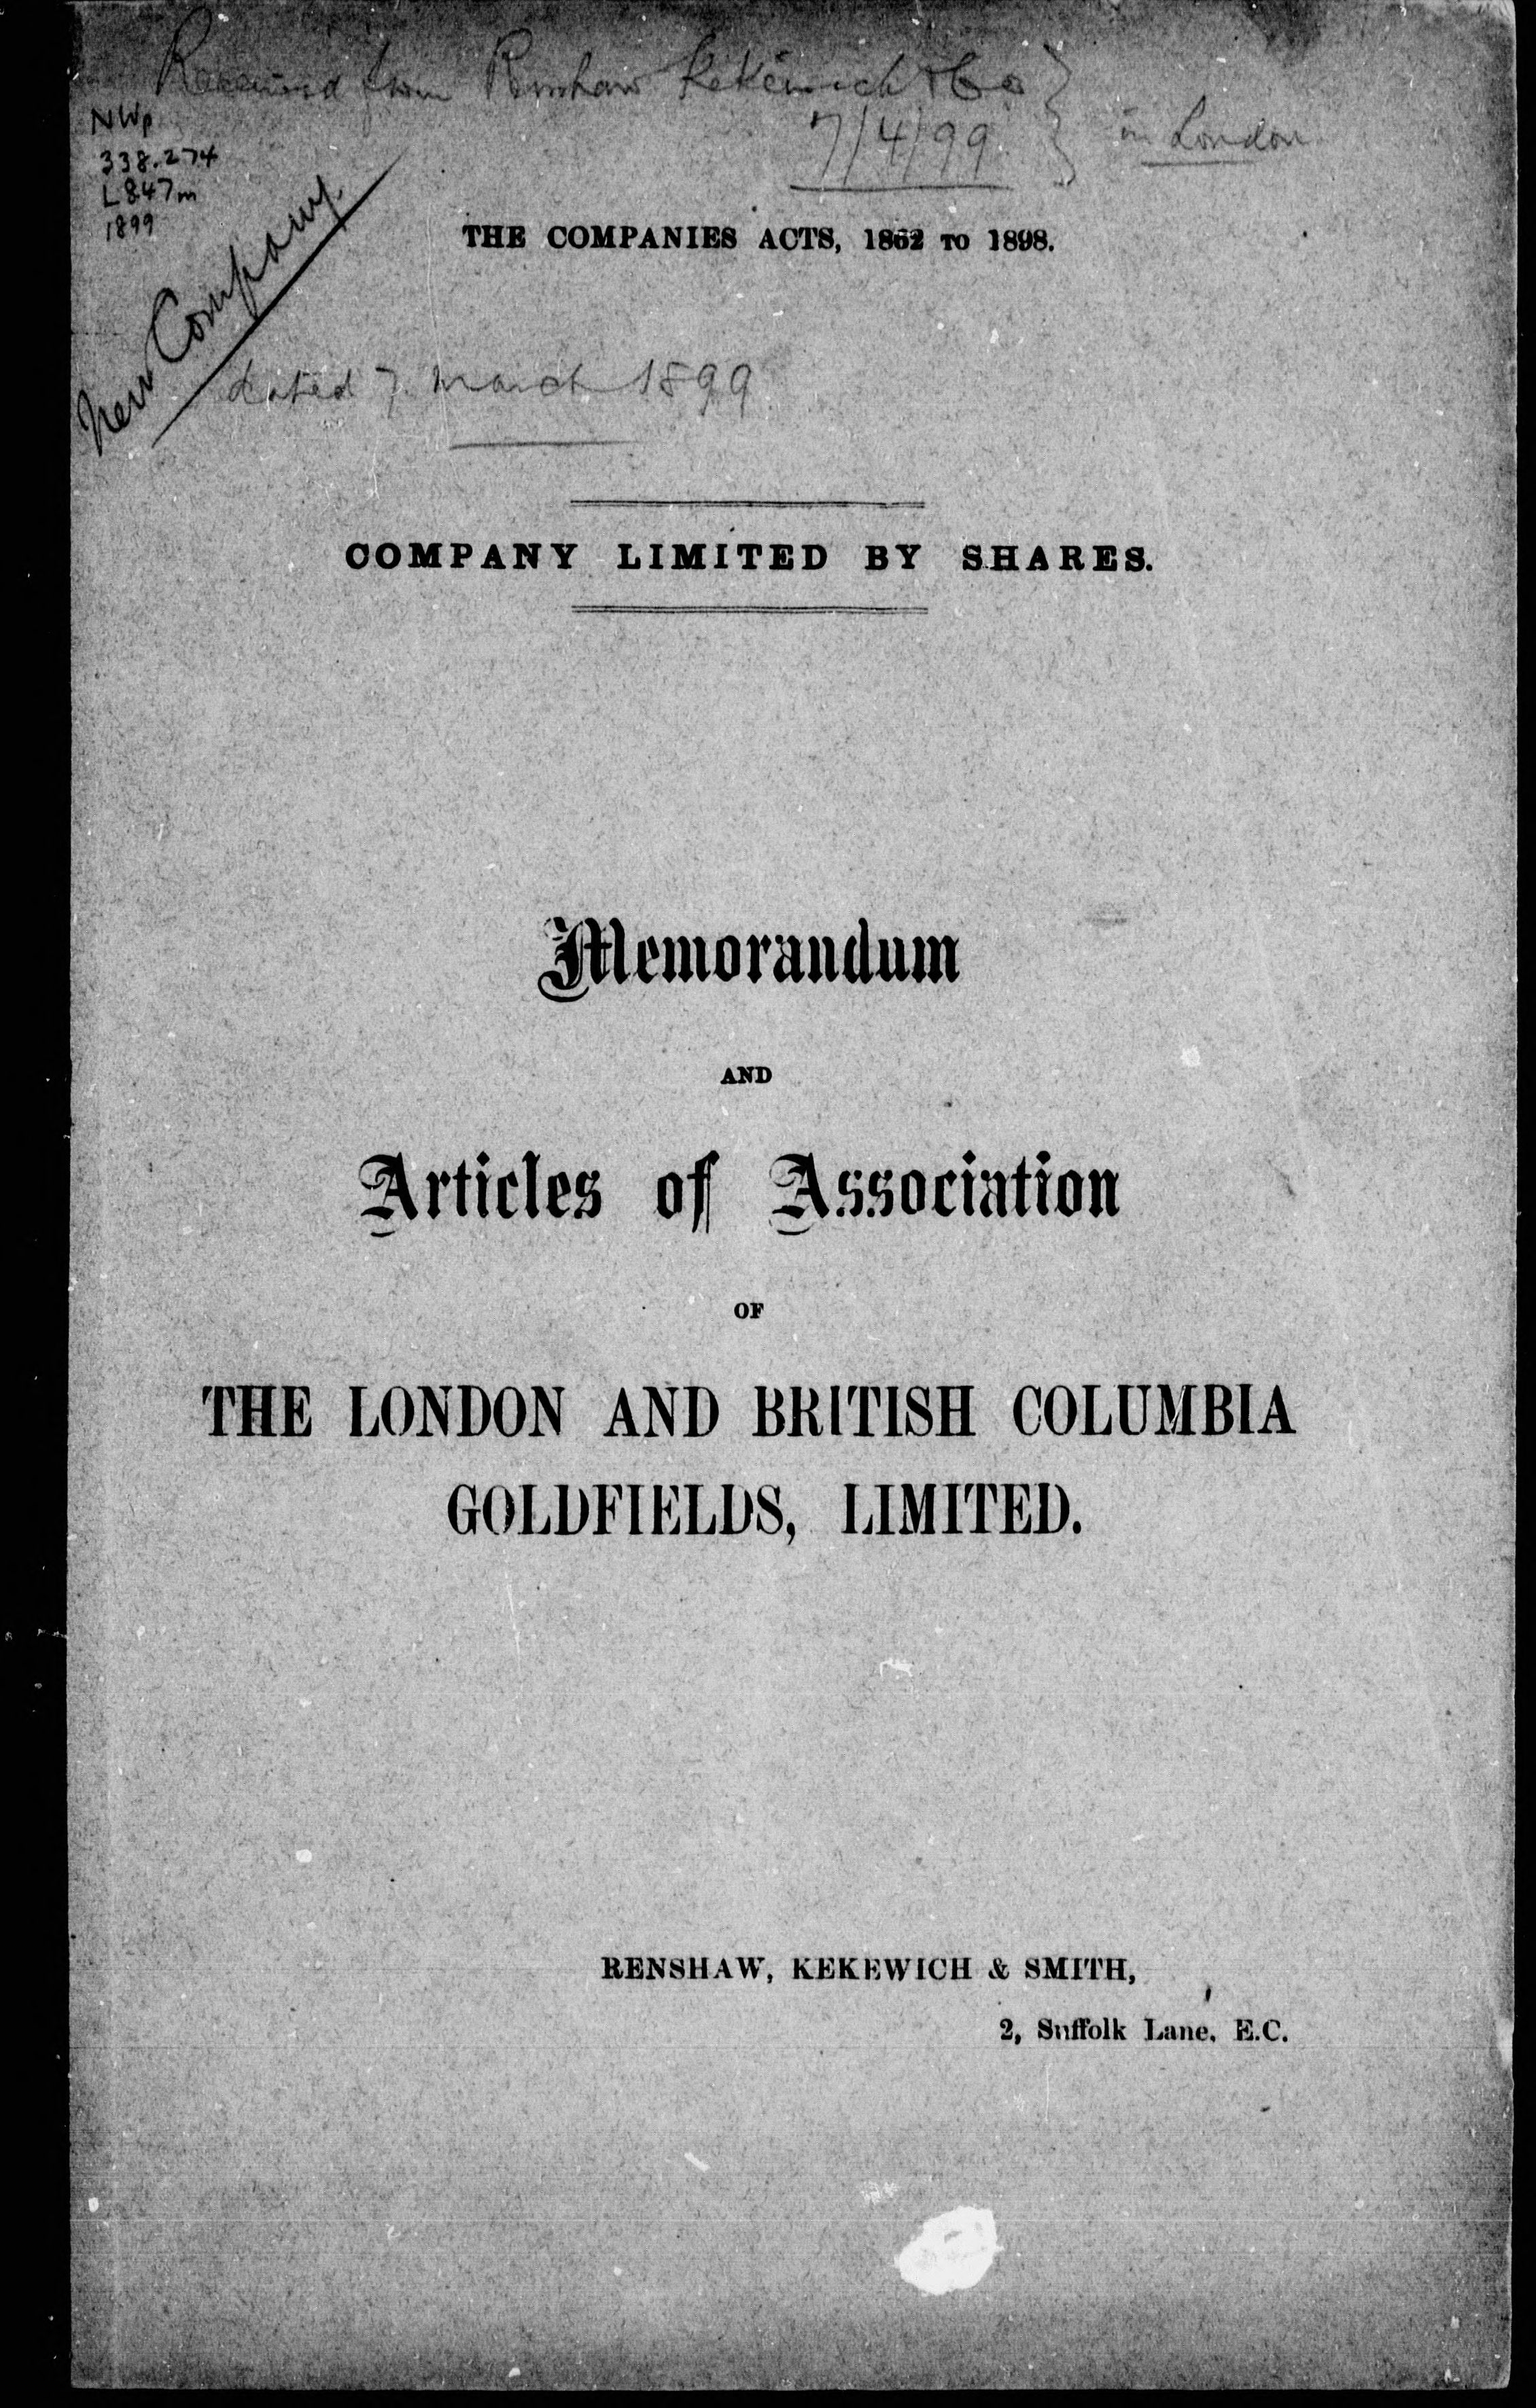 Received from Renshaw Kekewich & Co
7/4/99
in London
NWp
338.274
L847m
1899
New Company.
THE COMPANIES ACTS, 1862 TO 1898.
dated 7. March 1899
COMPANY LIMITED BY SHARES.
Memorandum
AND
Articles of Association
OF
THE LONDON AND BRITISH COLUMBIA
GOLDFIELDS, LIMITED.
RENSHAW, KEKEWICH & SMITH,
2, Suffolk Lane, E.C.